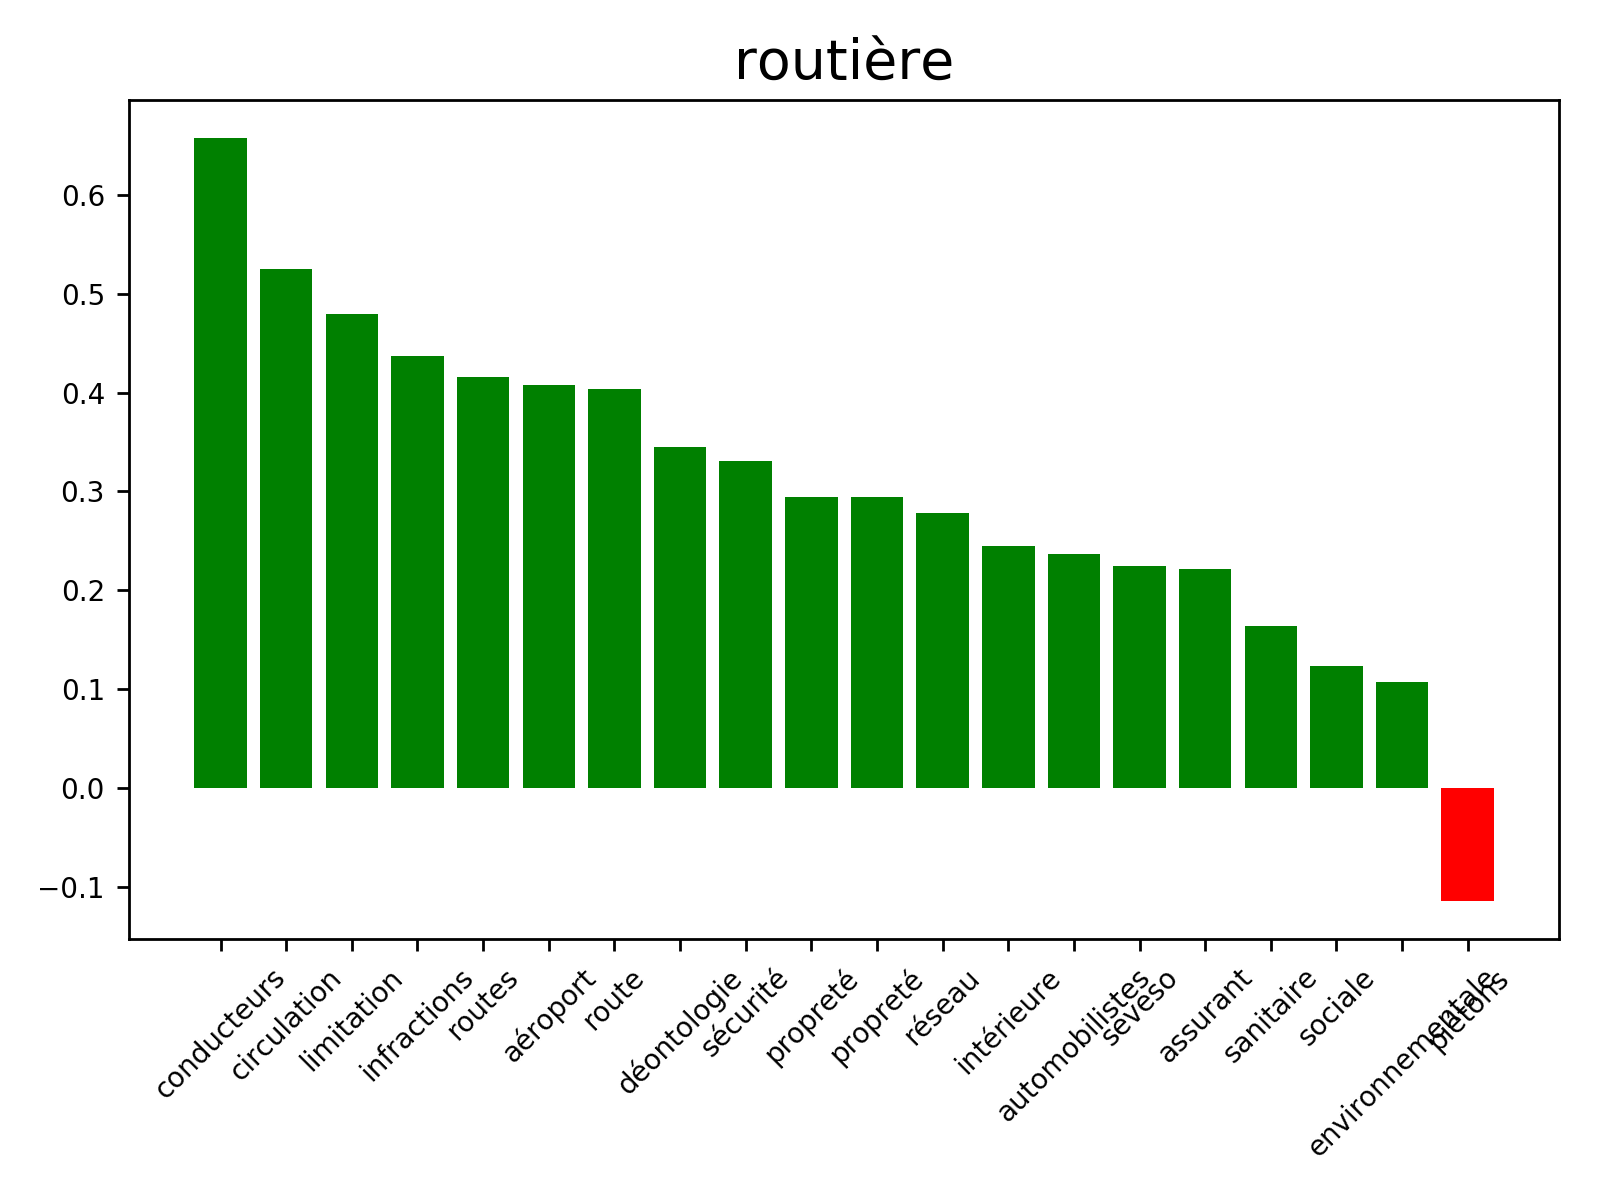 routière
0.6
0.5
0.4
0.3
0.2
0.1
0.0
−0.1
conducteurs
circulation
limitation
infractions
routes
aéroport
route
déontologie
sécurité
propreté
propreté
réseau
intérieure
automobilistes
sevéso
assurant
sanitaire
sociale
environnementale
piétons